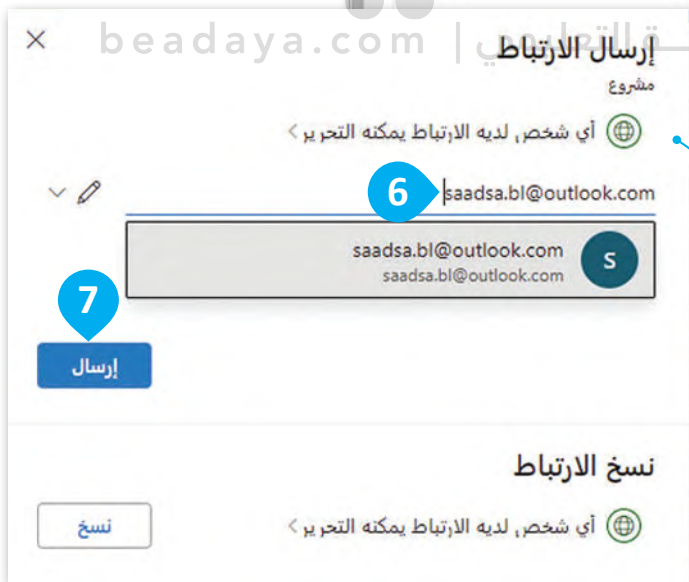 beadaya.com | التعليمي
إرسال الارتباط
مشروع
أي شخص لديه الارتباط يمكنه التحرير
6
saadsa.bl@outlook.com
S
saadsa.bl@outlook.com
saadsa.bl@outlook.com
7
إرسال
نسخ الارتباط
أي شخص لديه الارتباط يمكنه التحرير
نسخ